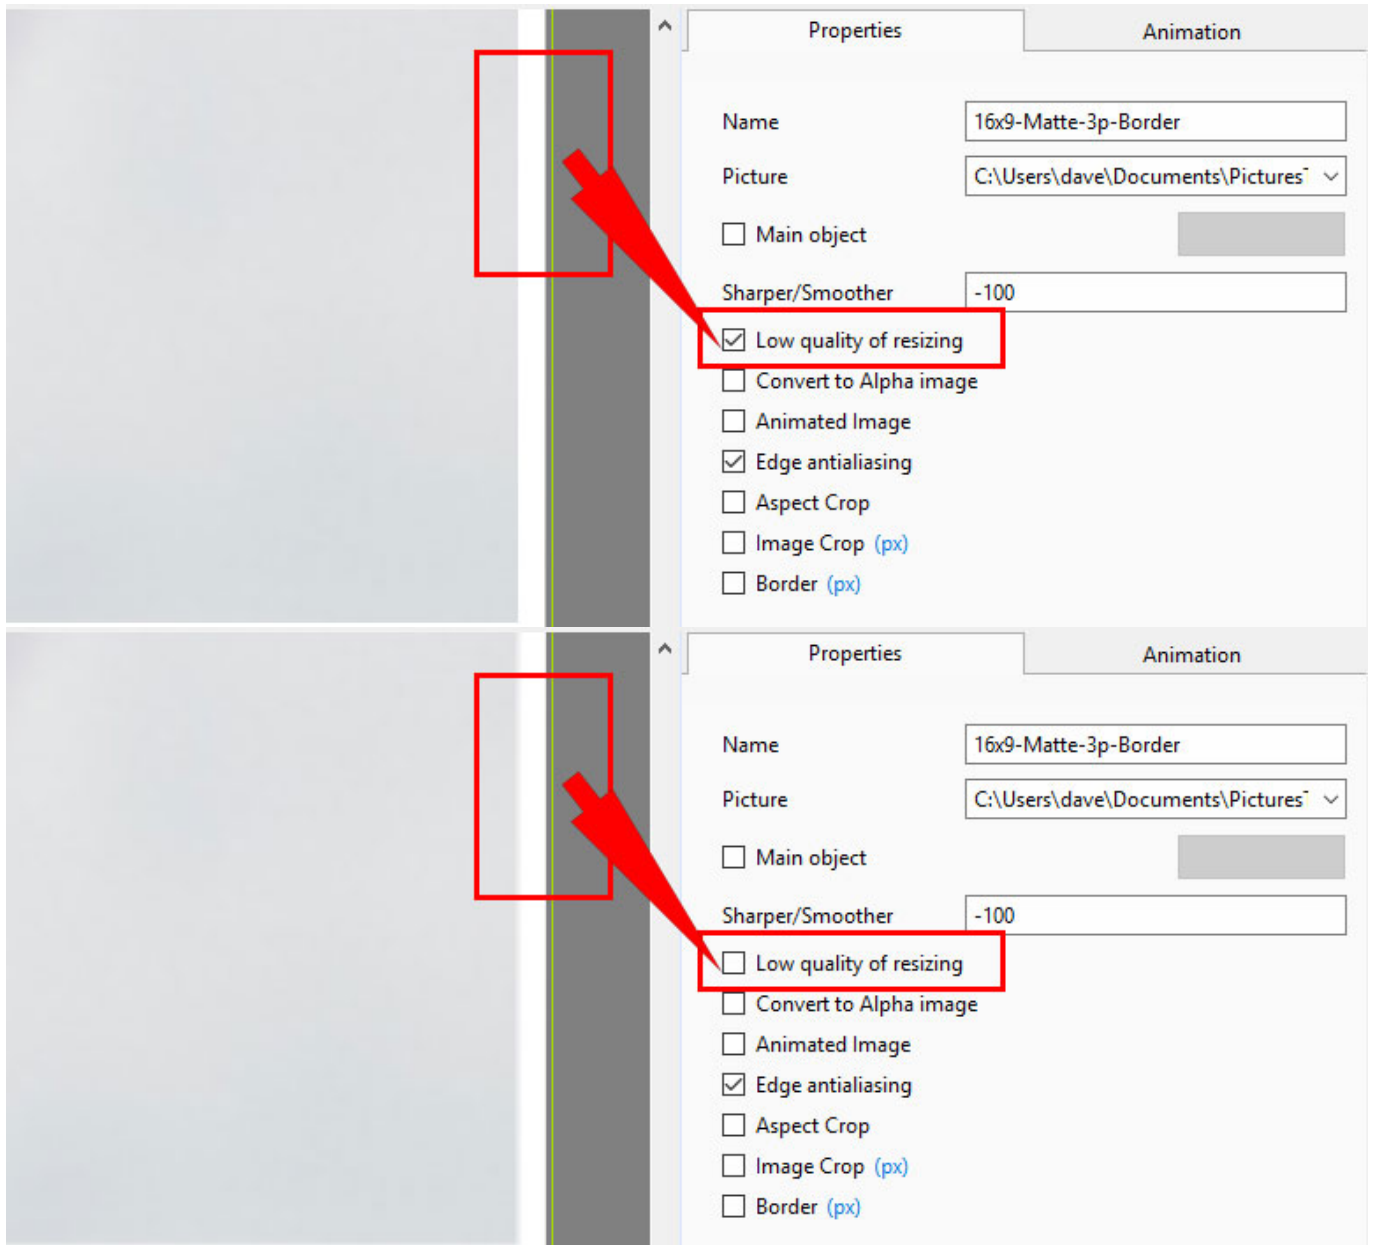 Properties Animation
Name 16x9-Matte-3p-Border
Picture C:\Users\dave\Documents\Pictures
Main object
Sharper/Smoother -100
Low quality of resizing
Convert to Alpha image
Animated Image
Edge antialiasing
Aspect Crop
Image Crop (px)
Border (px)
Properties Animation
Name 16x9-Matte-3p-Border
Picture C:\Users\dave\Documents\Pictures
Main object
Sharper/Smoother -100
Low quality of resizing
Convert to Alpha image
Animated Image
Edge antialiasing
Aspect Crop
Image Crop (px)
Border (px)